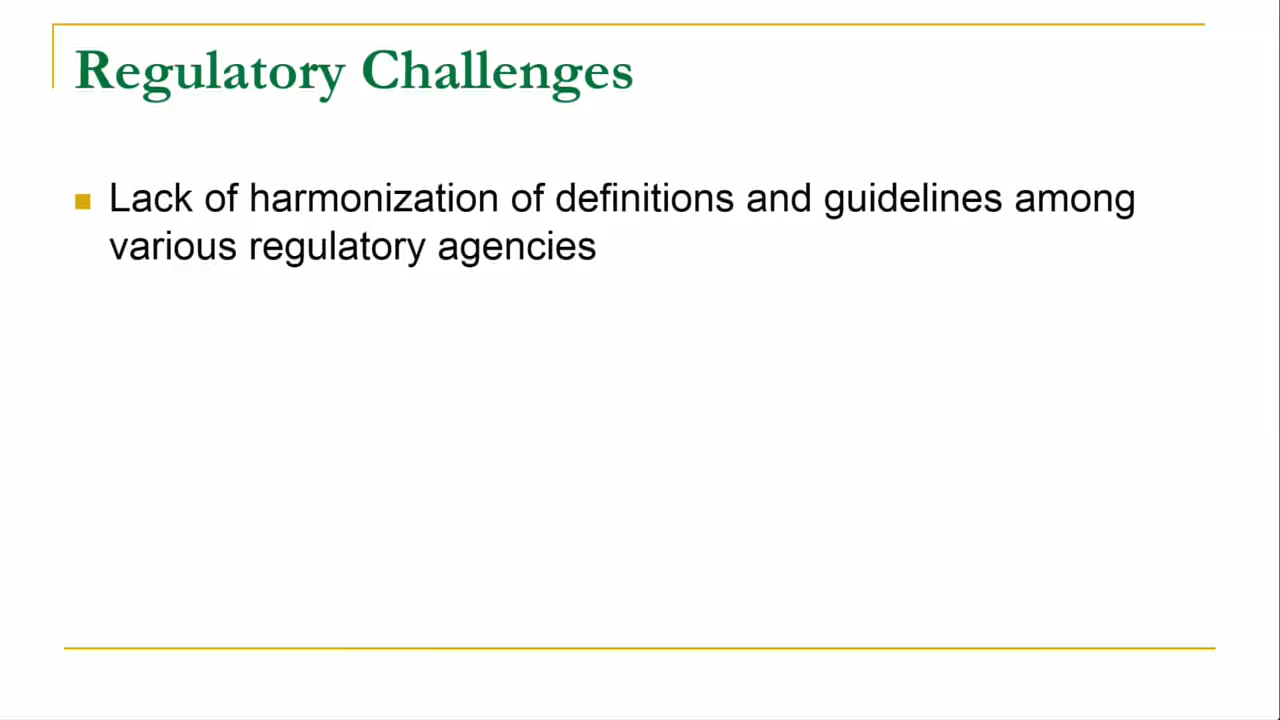 Regulatory Challenges
Lack of harmonization of definitions and guidelines among
various regulatory agencies